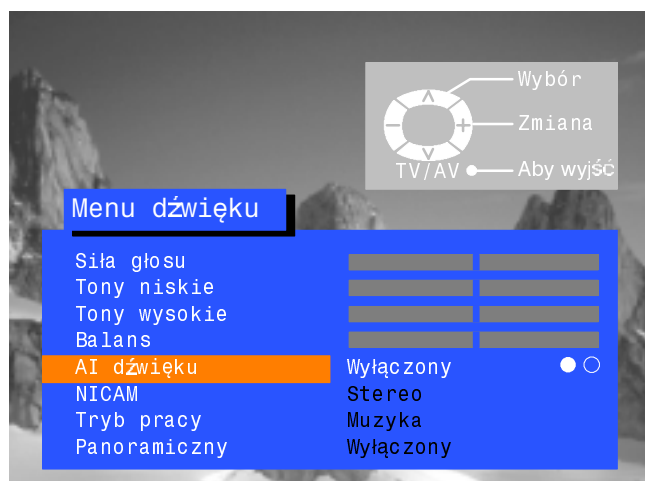 Wybór
Zmiana
TV/AV Aby wyjść
Menu dźwięku
Siła głosu
Tony niskie
Tony wysokie
Balans
AI dźwięku Wyłączony
NICAM Stereo
Tryb pracy Muzyka
Panoramiczny Wyłączony